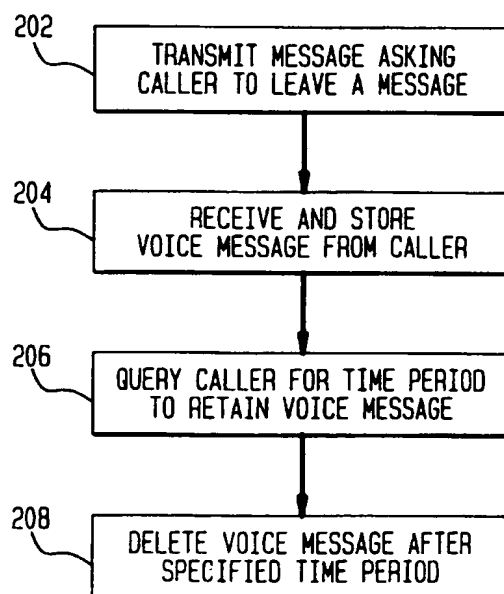 202
TRANSMIT MESSAGE ASKING
CALLER TO LEAVE A MESSAGE
204
RECEIVE AND STORE
VOICE MESSAGE FROM CALLER
206
QUERY CALLER FOR TIME PERIOD
TO RETAIN VOICE MESSAGE
208
DELETE VOICE MESSAGE AFTER
SPECIFIED TIME PERIOD